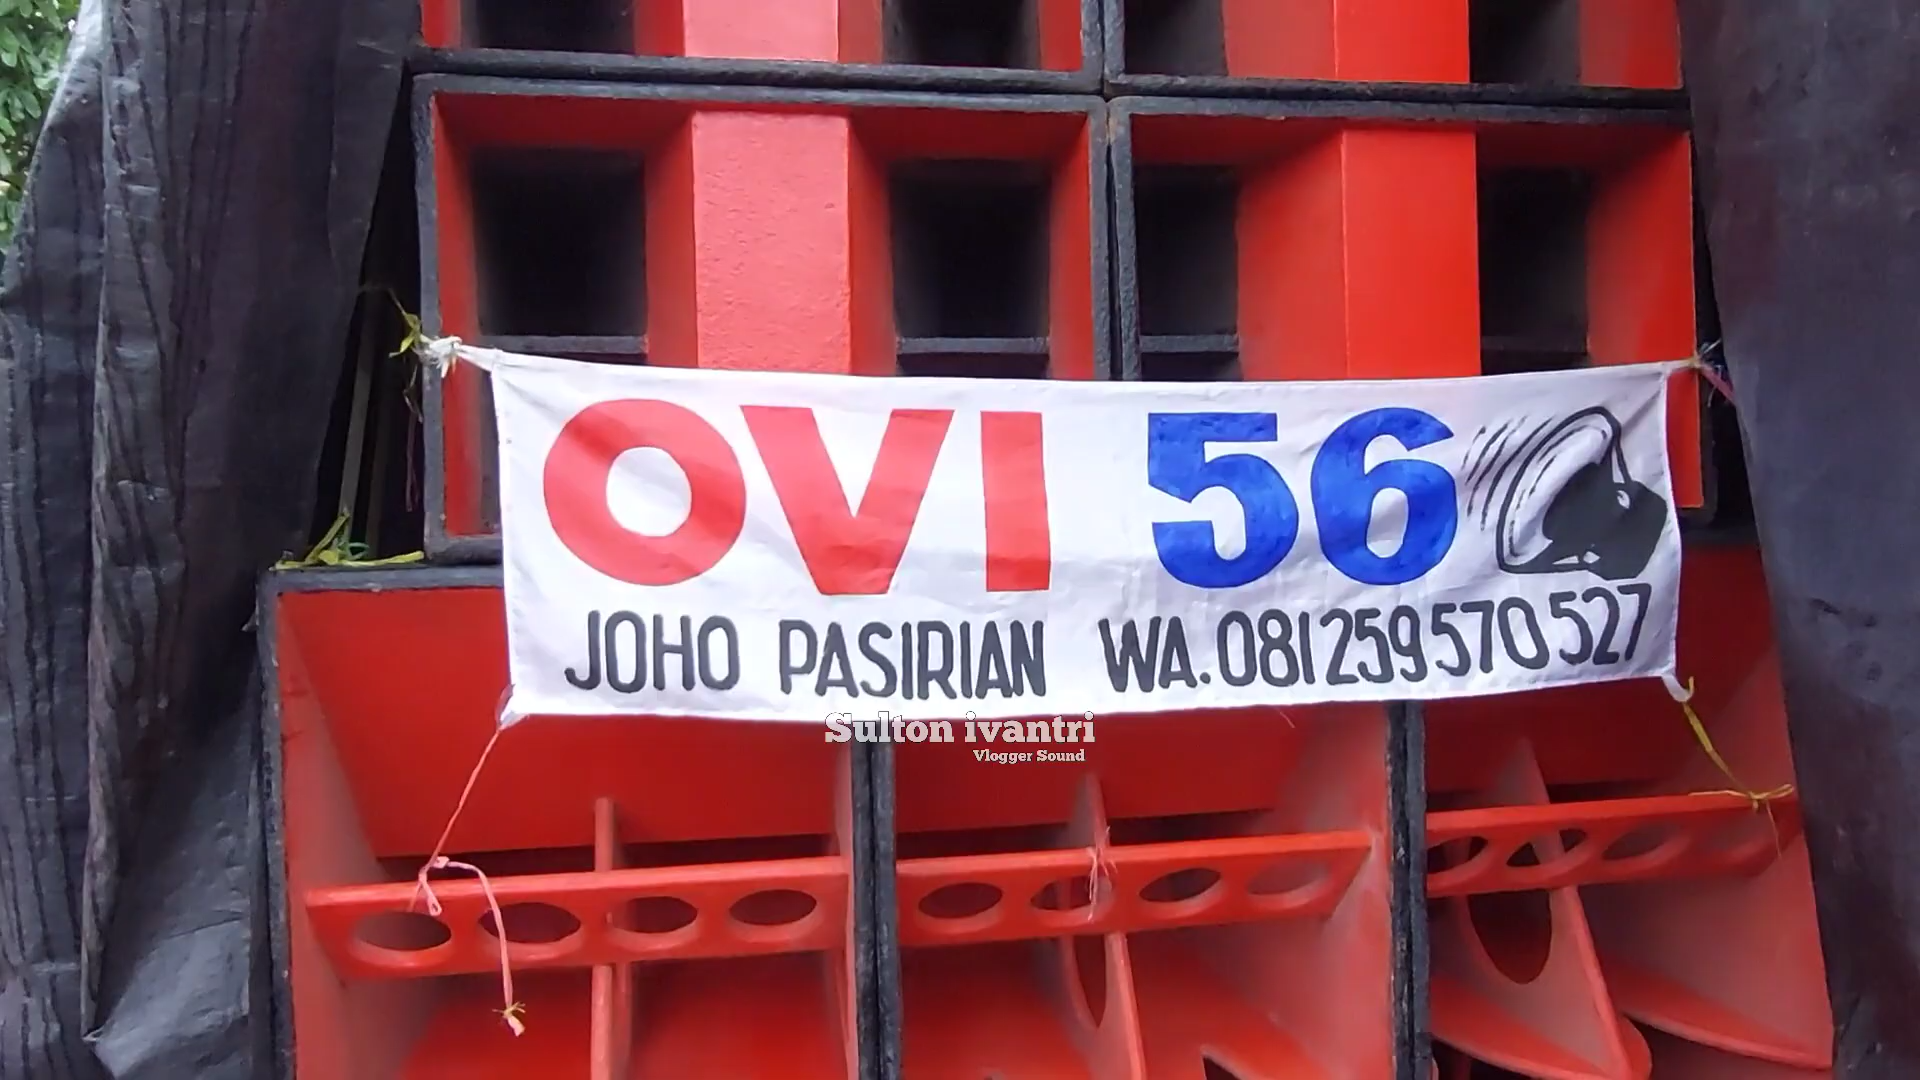 OVI 56
JOHO PASIRIAN WA.081259570527
Sulton ivantri
Vlogger Sound